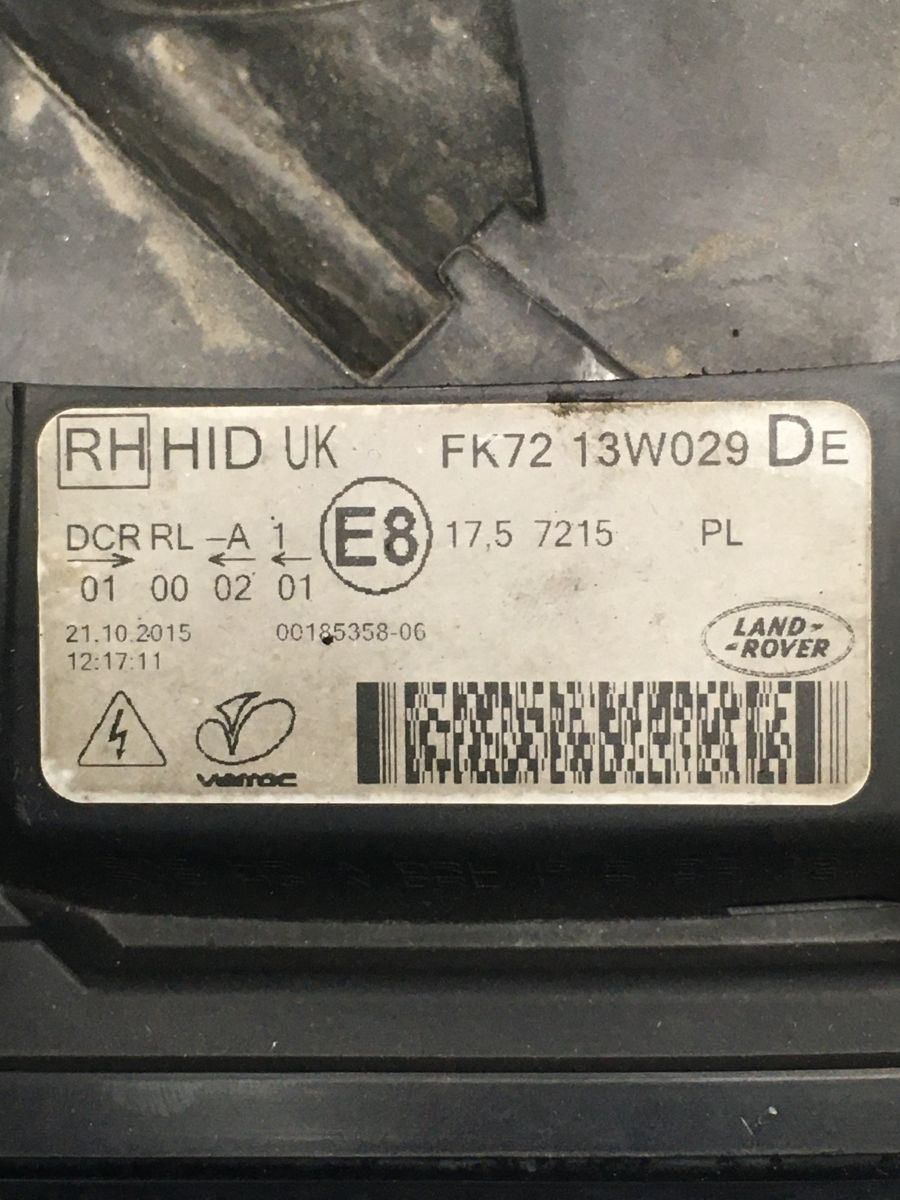 RH HID UK FK72 13W029 DE
DCR RL -A 1 E8 17,5 7215 PL
01 00 02 01
21.10.2015 00185358-06
12:17:11
LAND-
-ROVER